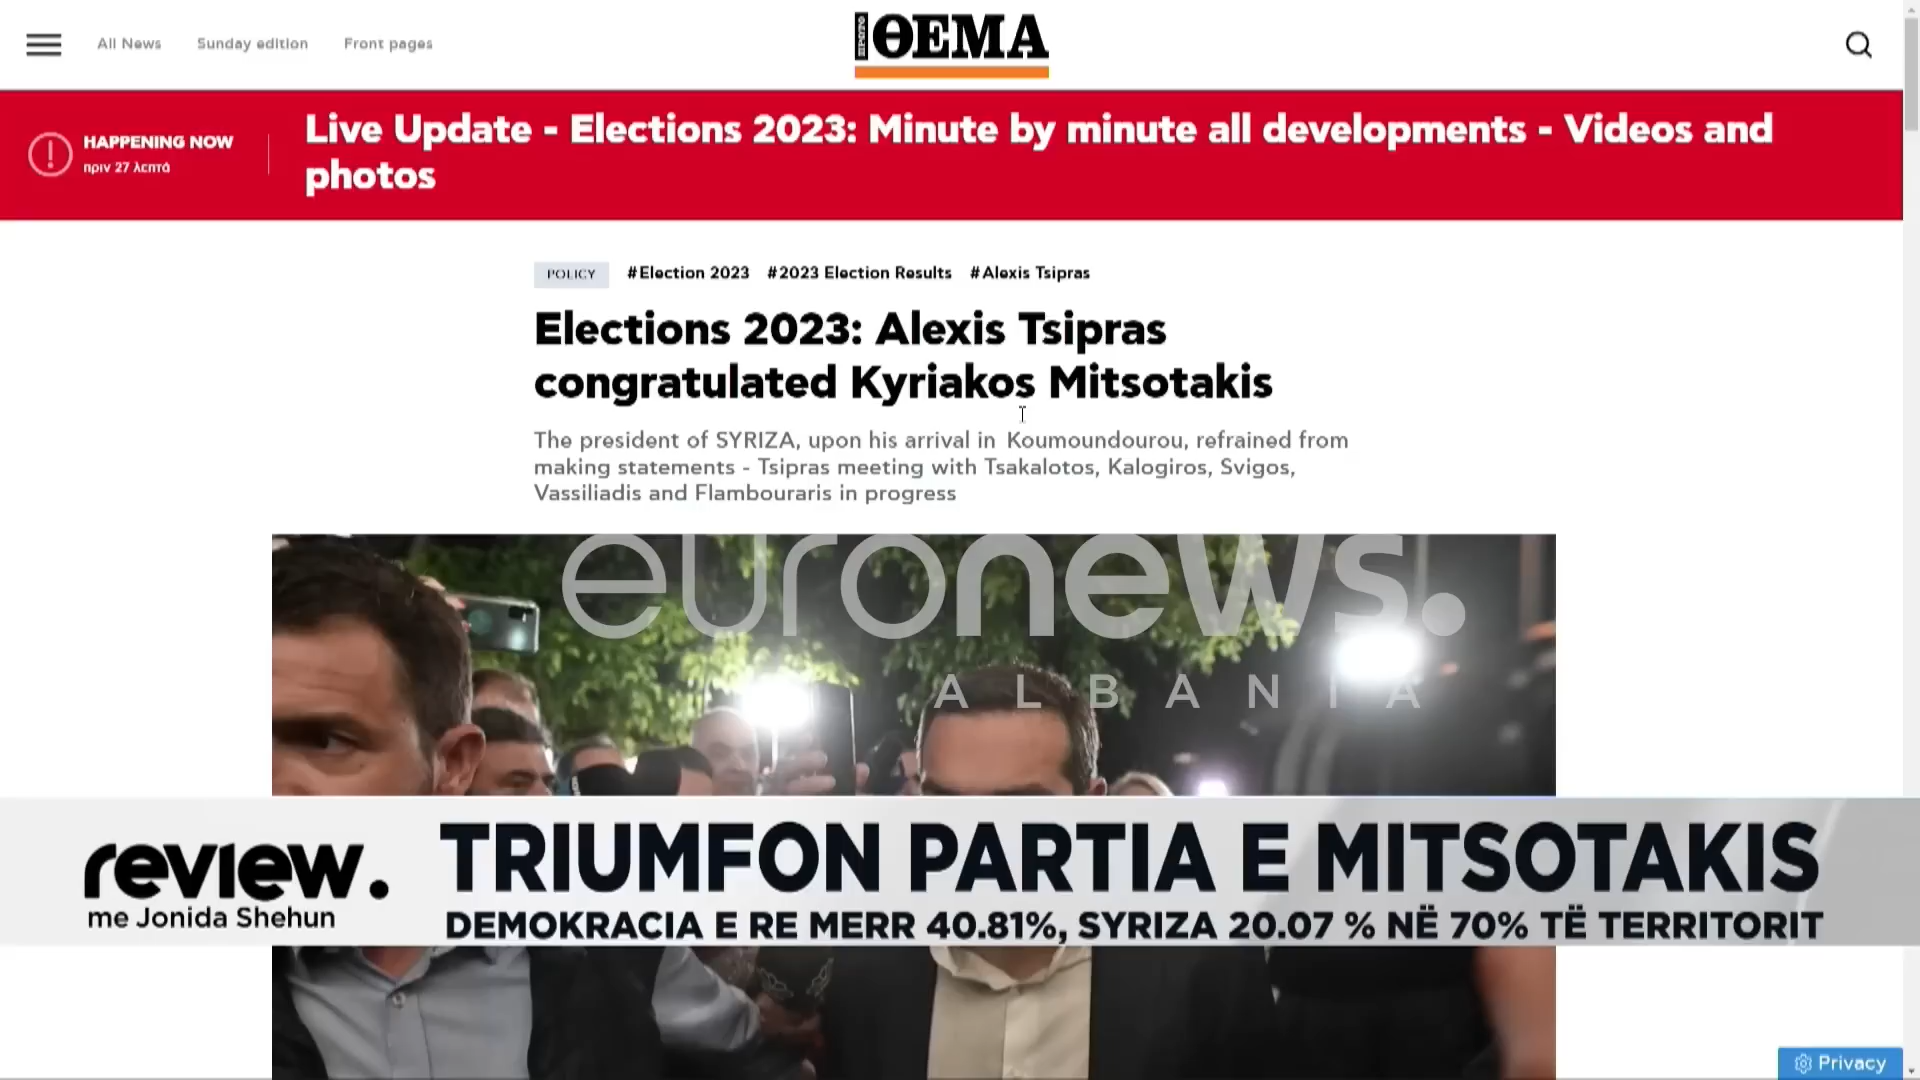 All News
Sunday edition
Front pages
ΠΡΩΤΟ ΘΕΜΑ
HAPPENING NOW
πριν 27 λεπτά
Live Update - Elections 2023: Minute by minute all developments - Videos and
photos
POLICY
#Election 2023 #2023 Election Results #Alexis Tsipras
Elections 2023: Alexis Tsipras
congratulated Kyriakos Mitsotakis
The president of SYRIZA, upon his arrival in Koumoundourou, refrained from
making statements - Tsipras meeting with Tsakalotos, Kalogiros, Svigos,
Vassiliadis and Flambouraris in progress
euronews.
ALBANIA
review.
me Jonida Shehun
TRIUMFON PARTIA E MITSOTAKIS
DEMOKRACIA E RE MERR 40.81%, SYRIZA 20.07 % NË 70% TË TERRITORIT
Privacy